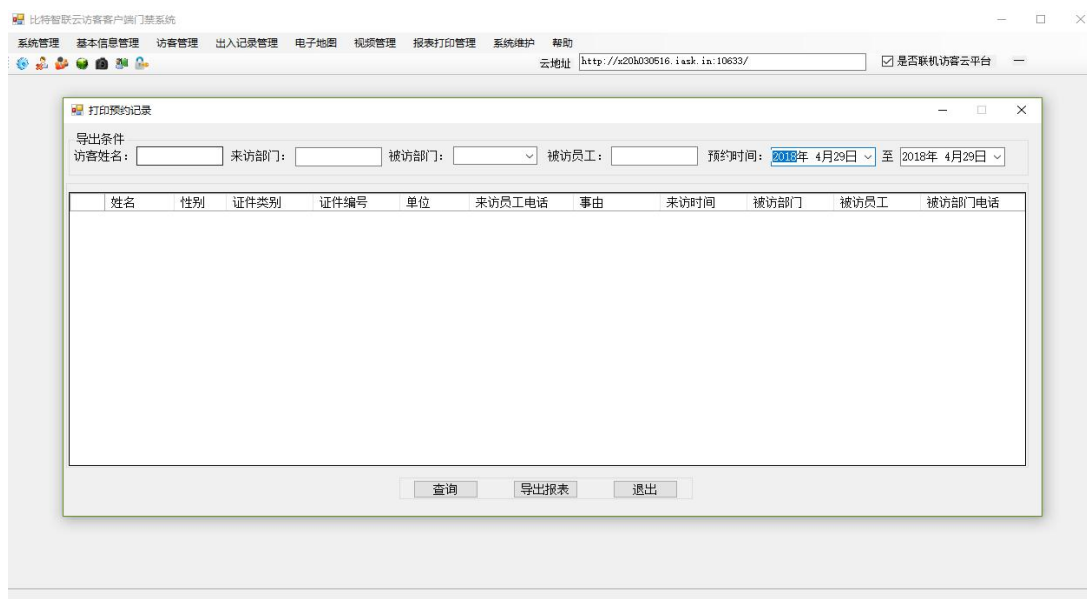 比特智联云访客客户端门禁系统
系统管理 基本信息管理 访客管理 出入记录管理 电子地图 视频管理 报表打印管理 系统维护 帮助
云地址 http://x20h030516.iask.in:10633/ 是否联机访客云平台
打印预约记录
导出条件
访客姓名： 来访部门： 被访部门： 被访员工： 预约时间： 2018年 4月29日 至 2018年 4月29日
姓名 性别 证件类别 证件编号 单位 来访员工电话 事由 来访时间 被访部门 被访员工 被访部门电话
查询 导出报表 退出